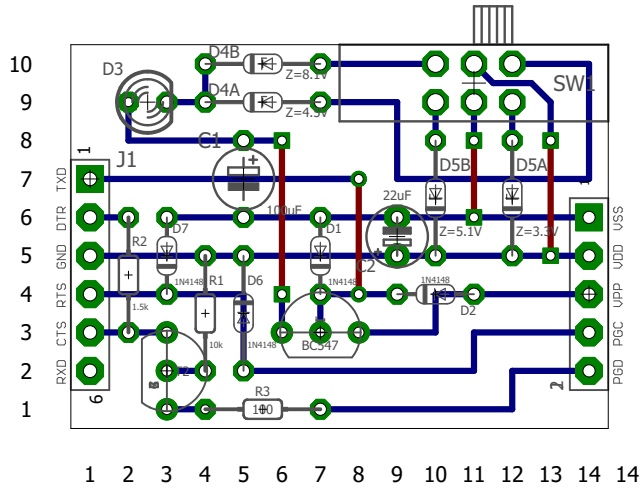 10
9
8
7
6
5
4
3
2
1
D4B
Z=8.1V
D3
D4A
Z=4.3V
SW1
C1
1
J1
D5B
D5A
TXD
DTR
GND
RTS
CTS
RXD
100uF
22uF
Z=5.1V
Z=3.3V
VSS
VDD
VPP
PGC
PGD
R2
D7
R1
D6
D1
C2
1N4148
1N4148
1N4148
1N4148
D2
1.5k
10k
1N4148
BC547
R3
100
6
1 2 3 4 5 6 7 8 9 10 11 12 13 14 14